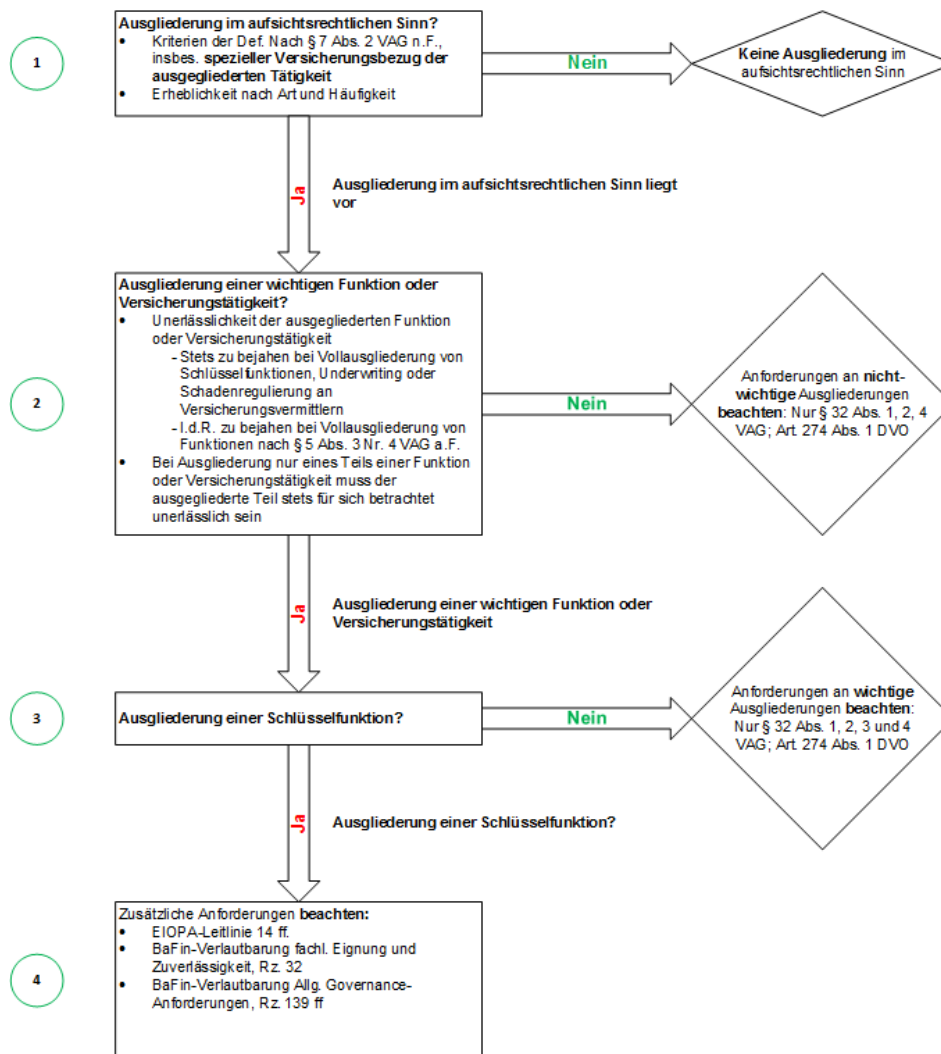 1
Ausgliederung im aufsichtsrechtlichen Sinn?
• Kriterien der Def. Nach § 7 Abs. 2 VAG n.F.,
insbes. spezieller Versicherungsbezug der
ausgegliederten Tätigkeit
• Erheblichkeit nach Art und Häufigkeit
Nein
Keine Ausgliederung im
aufsichtsrechtlichen Sinn
Ja
Ausgliederung im aufsichtsrechtlichen Sinn liegt
vor
2
Ausgliederung einer wichtigen Funktion oder
Versicherungstätigkeit?
• Unerlässlichkeit der ausgegliederten Funktion
oder Versicherungstätigkeit
- Stets zu bejahen bei Vollausgliederung von
Schlüsselfunktionen, Underwriting oder
Schadenregulierung an
Versicherungsvermittlern
- I.d.R. zu bejahen bei Vollausgliederung von
Funktionen nach § 5 Abs. 3 Nr. 4 VAG a.F.
• Bei Ausgliederung nur eines Teils einer Funktion
oder Versicherungstätigkeit muss der
ausgegliederte Teil stets für sich betrachtet
unerlässlich sein
Nein
Anforderungen an nicht-
wichtige Ausgliederungen
beachten: Nur § 32 Abs. 1, 2, 4
VAG; Art. 274 Abs. 1 DVO
Ja
Ausgliederung einer wichtigen Funktion oder
Versicherungstätigkeit
3
Ausgliederung einer Schlüsselfunktion?
Nein
Anforderungen an wichtige
Ausgliederungen beachten:
Nur § 32 Abs. 1, 2, 3 und 4
VAG; Art. 274 Abs. 1 DVO
Ja
Ausgliederung einer Schlüsselfunktion?
4
Zusätzliche Anforderungen beachten:
• EIOPA-Leitlinie 14 ff.
• BaFin-Verlautbarung fachl. Eignung und
Zuverlässigkeit, Rz. 32
• BaFin-Verlautbarung Allg. Governance-
Anforderungen, Rz. 139 ff